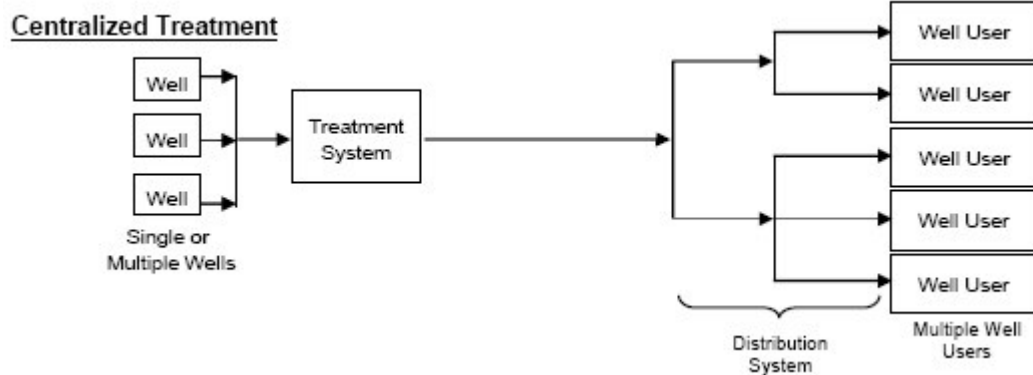 Centralized Treatment
Well
Well
Well
Single or
Multiple Wells
Treatment
System
Well User
Well User
Well User
Well User
Well User
Distribution
System
Multiple Well
Users